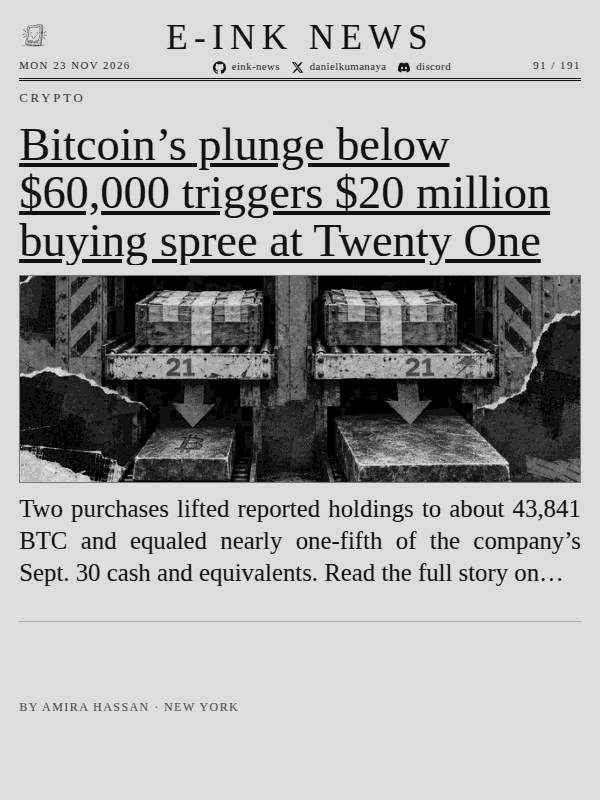 E-INK NEWS
MON 23 NOV 2026
eink-news danielkumanaya discord
91 / 191
CRYPTO
Bitcoin’s plunge below
$60,000 triggers $20 million
buying spree at Twenty One
21
21
Two purchases lifted reported holdings to about 43,841
BTC and equaled nearly one-fifth of the company’s
Sept. 30 cash and equivalents. Read the full story on…
BY AMIRA HASSAN · NEW YORK